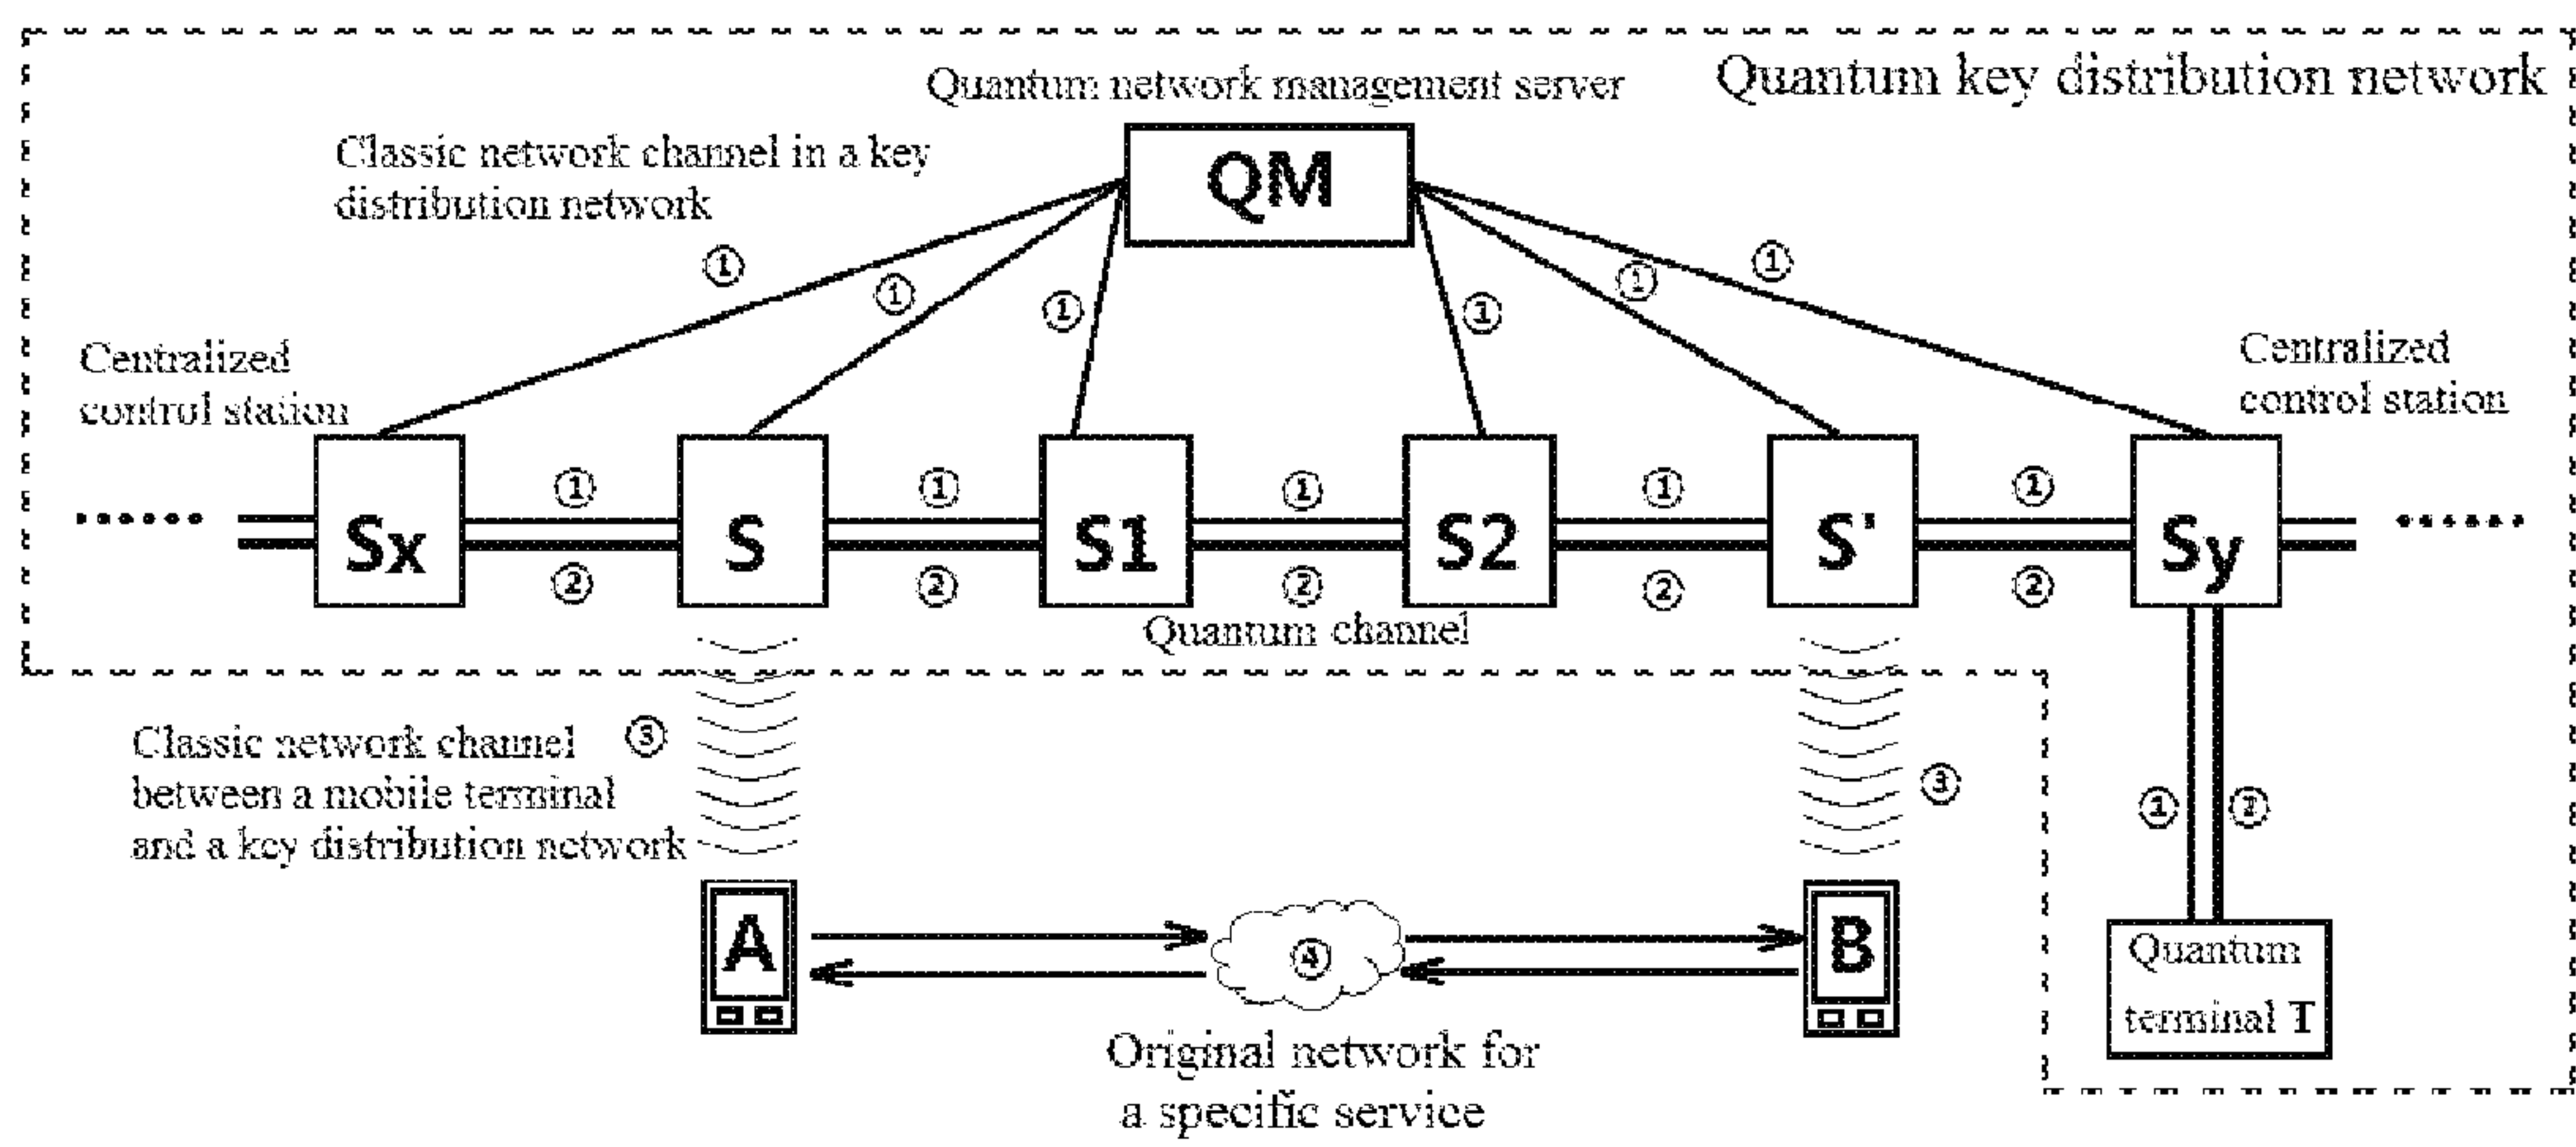 Quantum key distribution network
Quantum network management server
QM
Classic network channel in a key
distribution network
① ① ① ① ① ①
Centralized
control station
Centralized
control station
① ① ① ① ①
...... Sx S S1 S2 S' Sy ......
② ② ② ② ②
Quantum channel
Classic network channel ③
between a mobile terminal
and a key distribution network
③
① ②
A ④ B
Quantum
terminal T
Original network for
a specific service